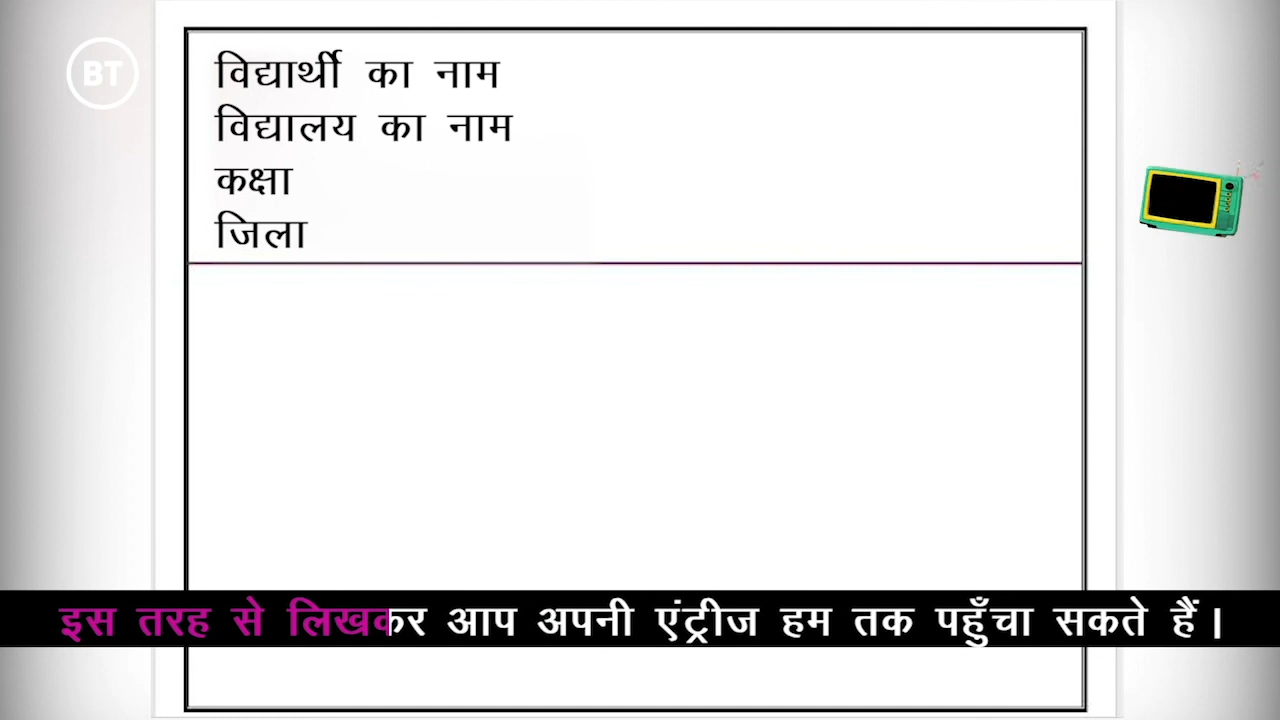 BT
विद्यार्थी का नाम
विद्यालय का नाम
कक्षा
जिला
इस तरह से लिखकर आप अपनी एंट्रीज हम तक पहुँचा सकते हैं।